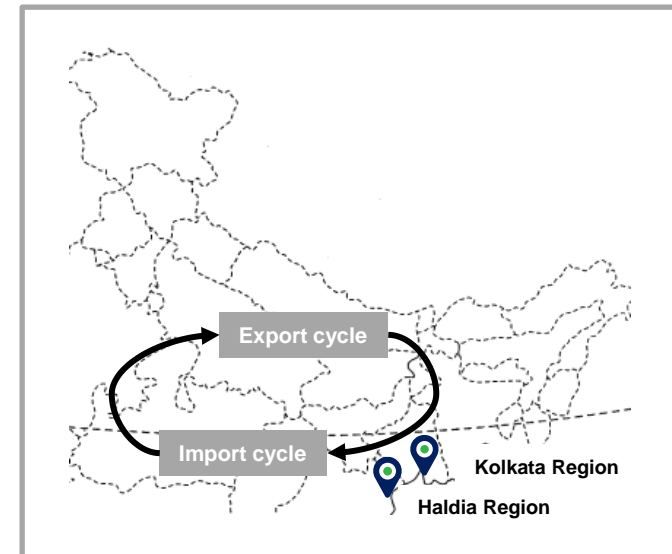 Export cycle
Import cycle
Kolkata Region
Haldia Region